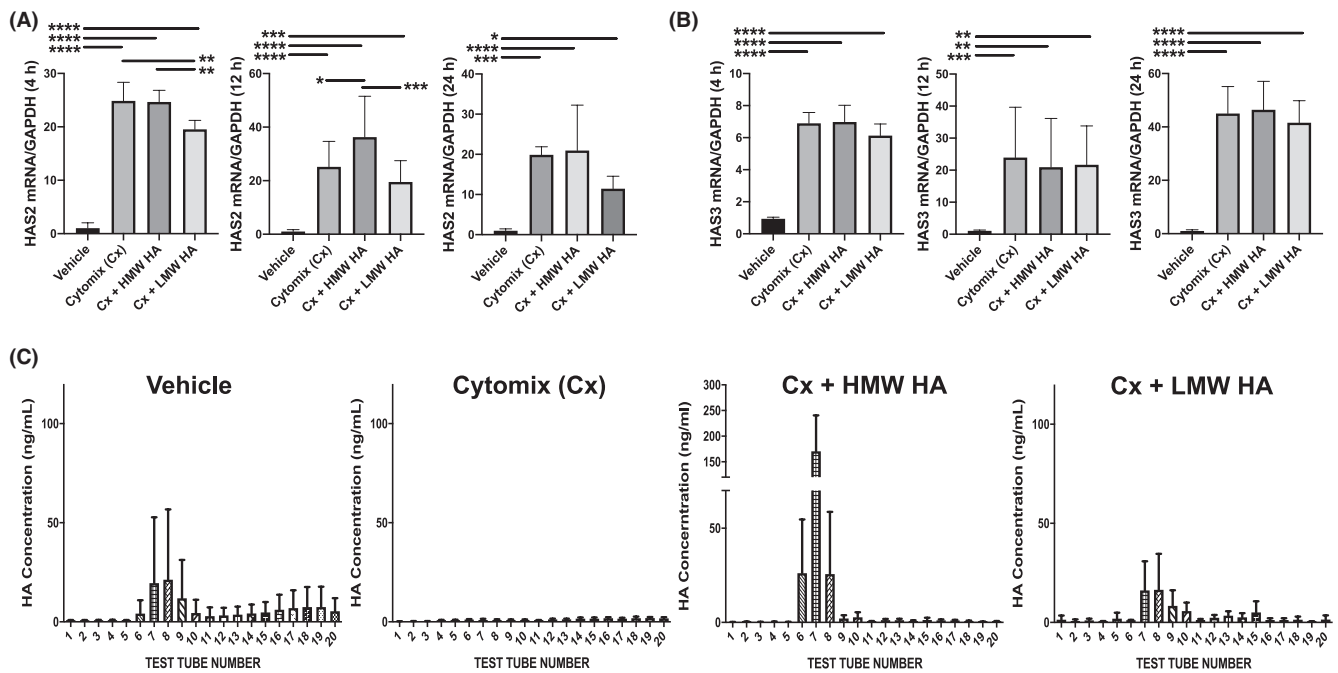 (A)
(B)
****
****
****
**
**
HAS2 mRNA/GAPDH (4 h)
30
20
10
0
Vehicle
Cytomix (Cx)
Cx + HMW HA
Cx + LMW HA
***
****
****
*
***
HAS2 mRNA/GAPDH (12 h)
60
40
20
0
Vehicle
Cytomix (Cx)
Cx + HMW HA
Cx + LMW HA
*
****
***
HAS2 mRNA/GAPDH (24 h)
40
30
20
10
0
Vehicle
Cytomix (Cx)
Cx + HMW HA
Cx + LMW HA
****
****
****
HAS3 mRNA/GAPDH (4 h)
8
6
4
2
0
Vehicle
Cytomix (Cx)
Cx + HMW HA
Cx + LMW HA
**
**
***
HAS3 mRNA/GAPDH (12 h)
50
40
30
20
10
0
Vehicle
Cytomix (Cx)
Cx + HMW HA
Cx + LMW HA
****
****
****
HAS3 mRNA/GAPDH (24 h)
60
40
20
0
Vehicle
Cytomix (Cx)
Cx + HMW HA
Cx + LMW HA
(C)
Vehicle
HA Concentration (ng/mL)
100
50
0
1 2 3 4 5 6 7 8 9 10 11 12 13 14 15 16 17 18 19 20
TEST TUBE NUMBER
Cytomix (Cx)
HA Concentration (ng/mL)
100
50
0
1 2 3 4 5 6 7 8 9 10 11 12 13 14 15 16 17 18 19 20
TEST TUBE NUMBER
Cx + HMW HA
HA Concerntration (ng/ml)
300
250
200
150
50
0
1 2 3 4 5 6 7 8 9 10 11 12 13 14 15 16 17 18 19 20
TEST TUBE NUMBER
Cx + LMW HA
HA Concentration (ng/mL)
100
50
0
1 2 3 4 5 6 7 8 9 10 11 12 13 14 15 16 17 18 19 20
TEST TUBE NUMBER